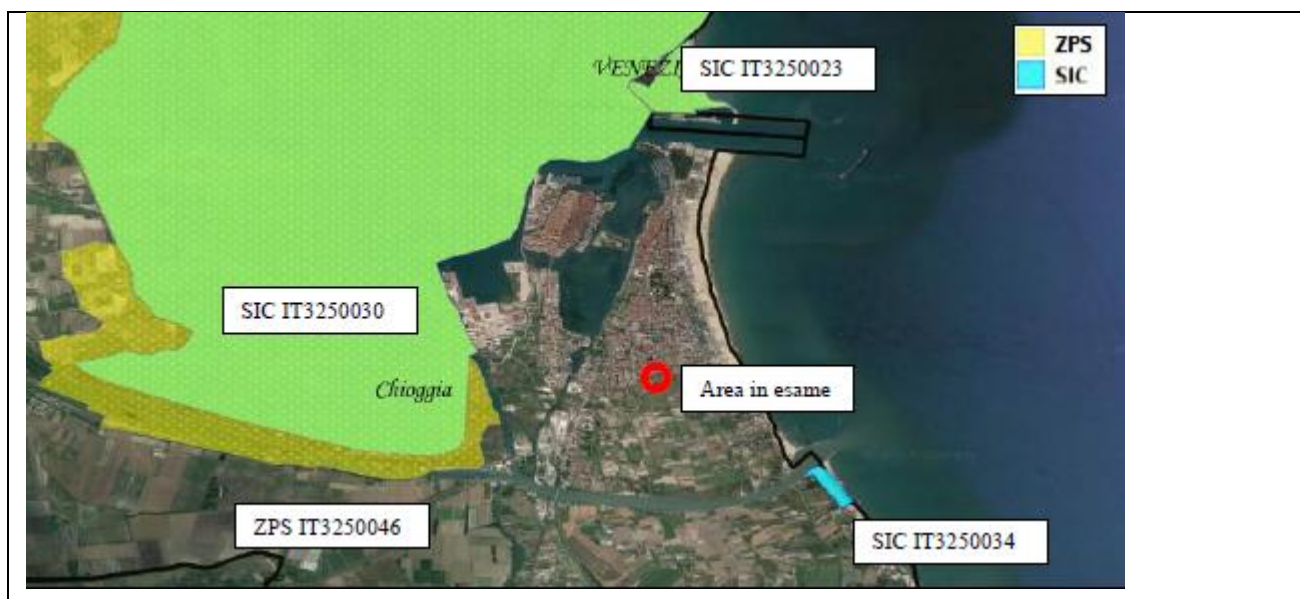 ZPS
SIC
VENEZI
SIC IT3250023
SIC IT3250030
Chioggia
Area in esame
ZPS IT3250046
SIC IT3250034